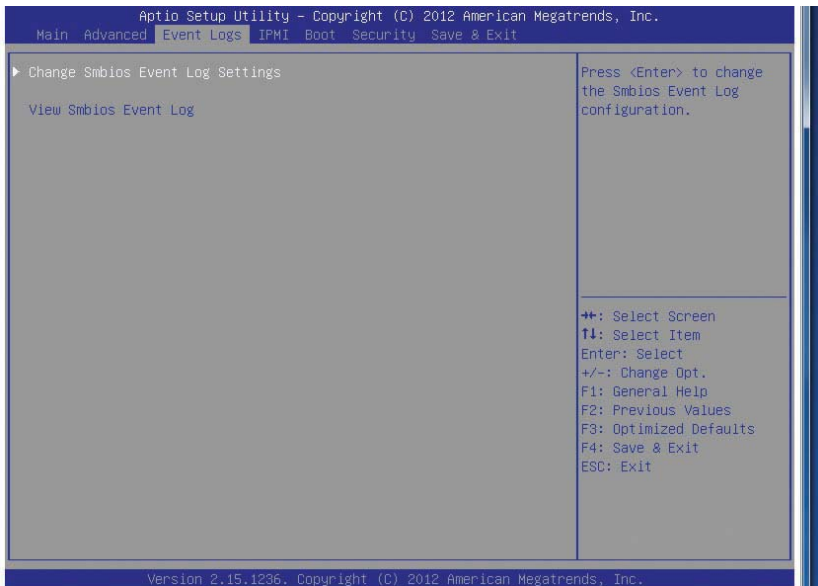 Aptio Setup Utility – Copyright (C) 2012 American Megatrends, Inc.
Main Advanced Event Logs IPMI Boot Security Save & Exit
Change Smbios Event Log Settings
View Smbios Event Log
Press <Enter> to change
the Smbios Event Log
configuration.
→←: Select Screen
↑↓: Select Item
Enter: Select
+/-: Change Opt.
F1: General Help
F2: Previous Values
F3: Optimized Defaults
F4: Save & Exit
ESC: Exit
Version 2.15.1236. Copyright (C) 2012 American Megatrends, Inc.